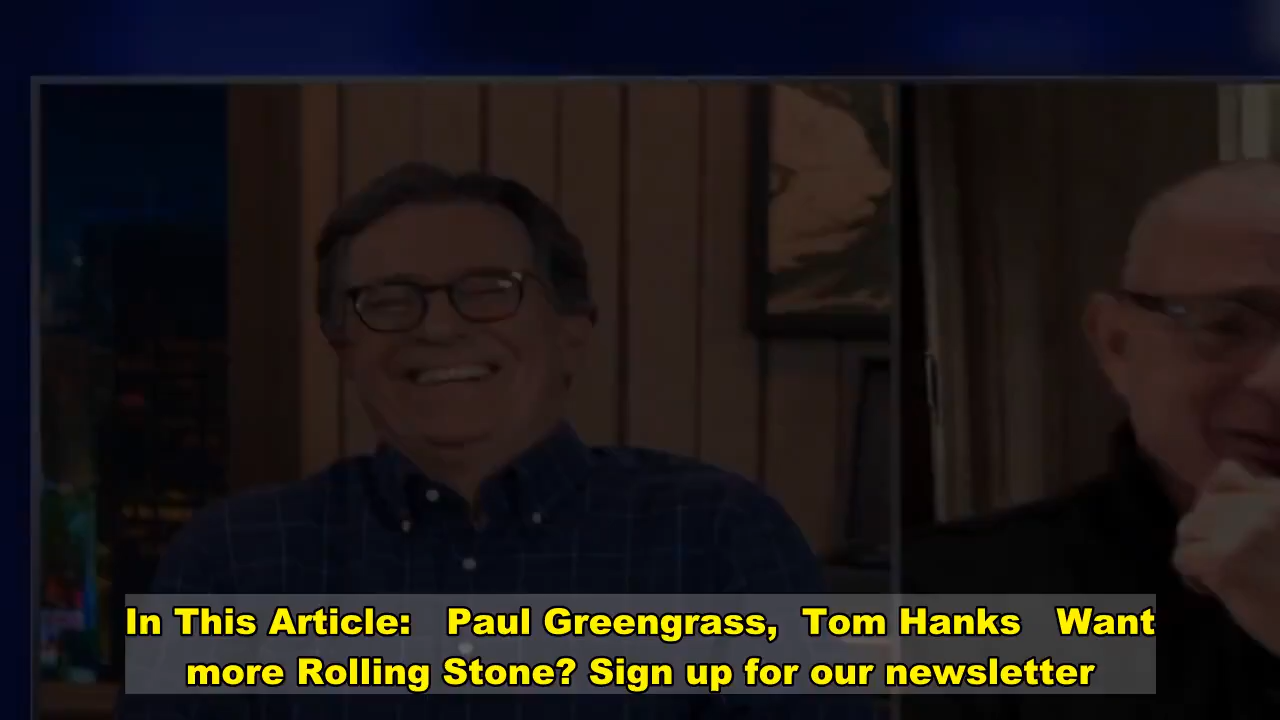 In This Article: Paul Greengrass, Tom Hanks Want
more Rolling Stone? Sign up for our newsletter